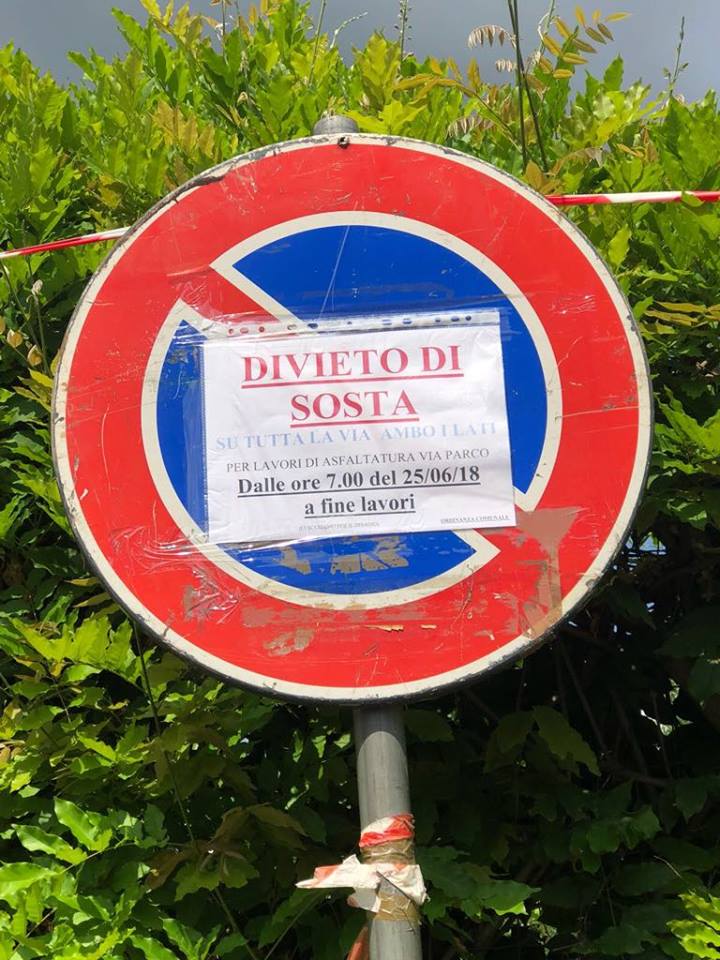 DIVIETO DI
SOSTA
SU TUTTA LA VIA AMBO I LATI
PER LAVORI DI ASFALTATURA VIA PARCO
Dalle ore 7.00 del 25/06/18
a fine lavori
ORDINANZA COMUNALE